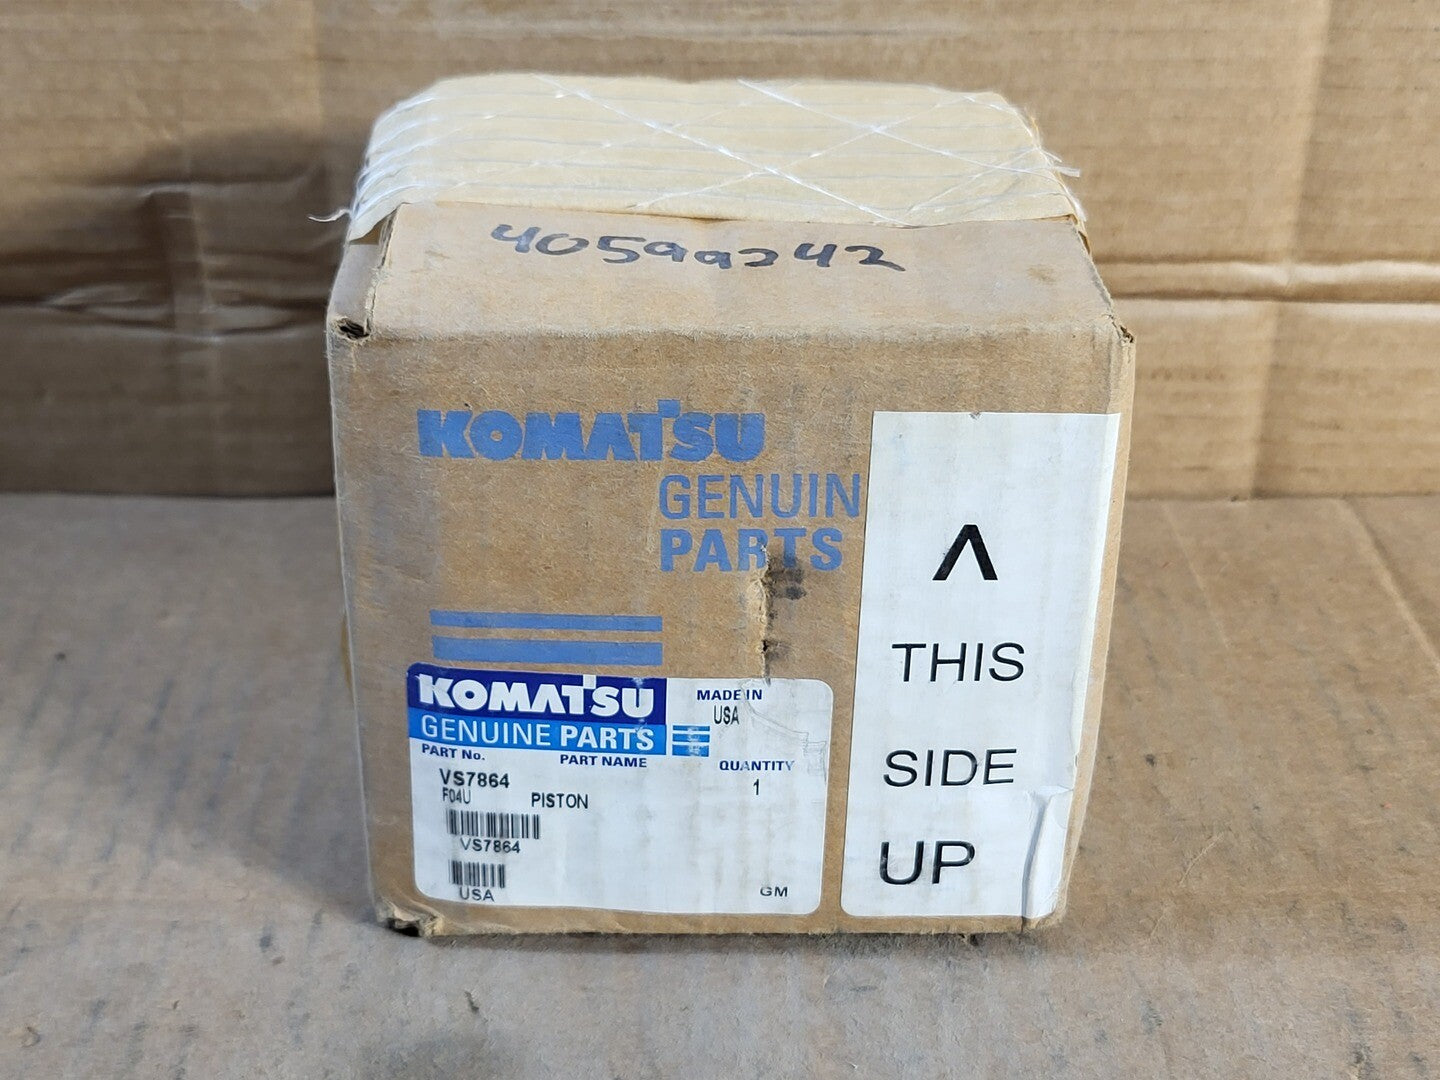 40599242
KOMATSU
GENUIN
PARTS
Λ
THIS
SIDE
UP
KOMATSU
GENUINE PARTS
MADE IN
USA
PART No. PART NAME QUANTITY
VS7864 1
F04U PISTON
VS7864
USA
GM